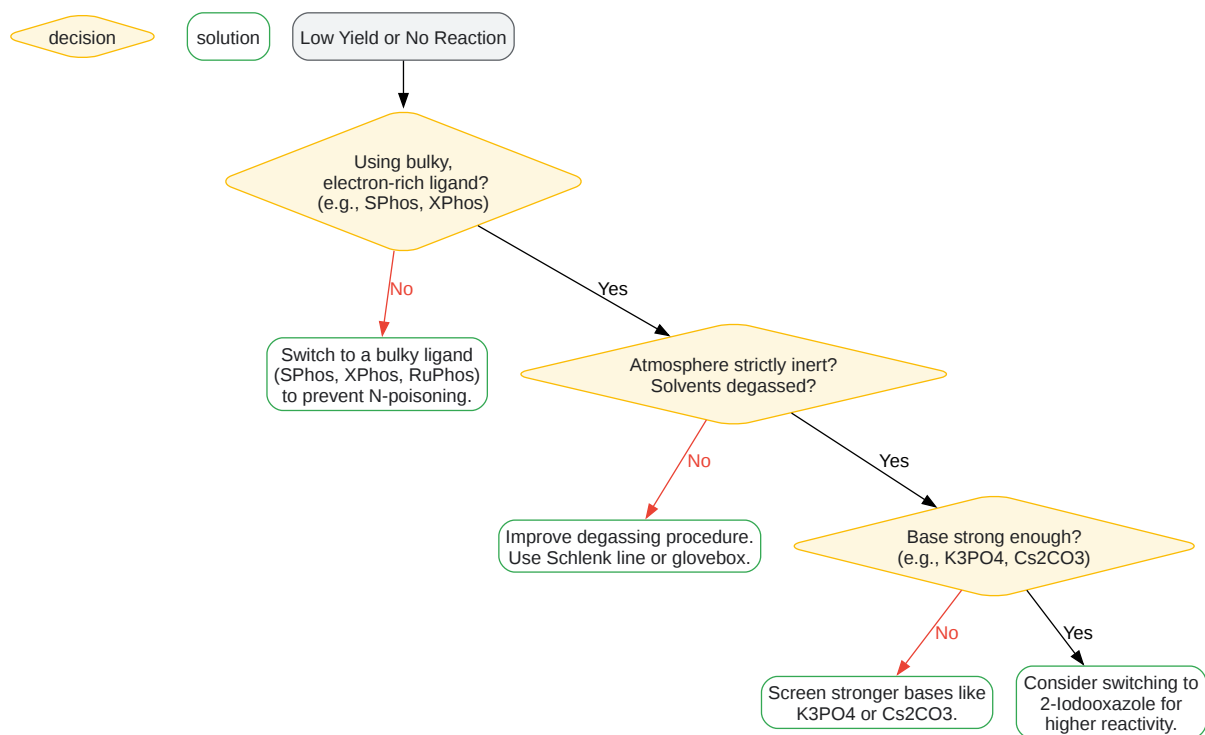 decision
solution
Low Yield or No Reaction
Using bulky,
electron-rich ligand?
(e.g., SPhos, XPhos)
No
Yes
Switch to a bulky ligand
(SPhos, XPhos, RuPhos)
to prevent N-poisoning.
Atmosphere strictly inert?
Solvents degassed?
No
Yes
Improve degassing procedure.
Use Schlenk line or glovebox.
Base strong enough?
(e.g., K3PO4, Cs2CO3)
No
Yes
Screen stronger bases like
K3PO4 or Cs2CO3.
Consider switching to
2-Iodooxazole for
higher reactivity.